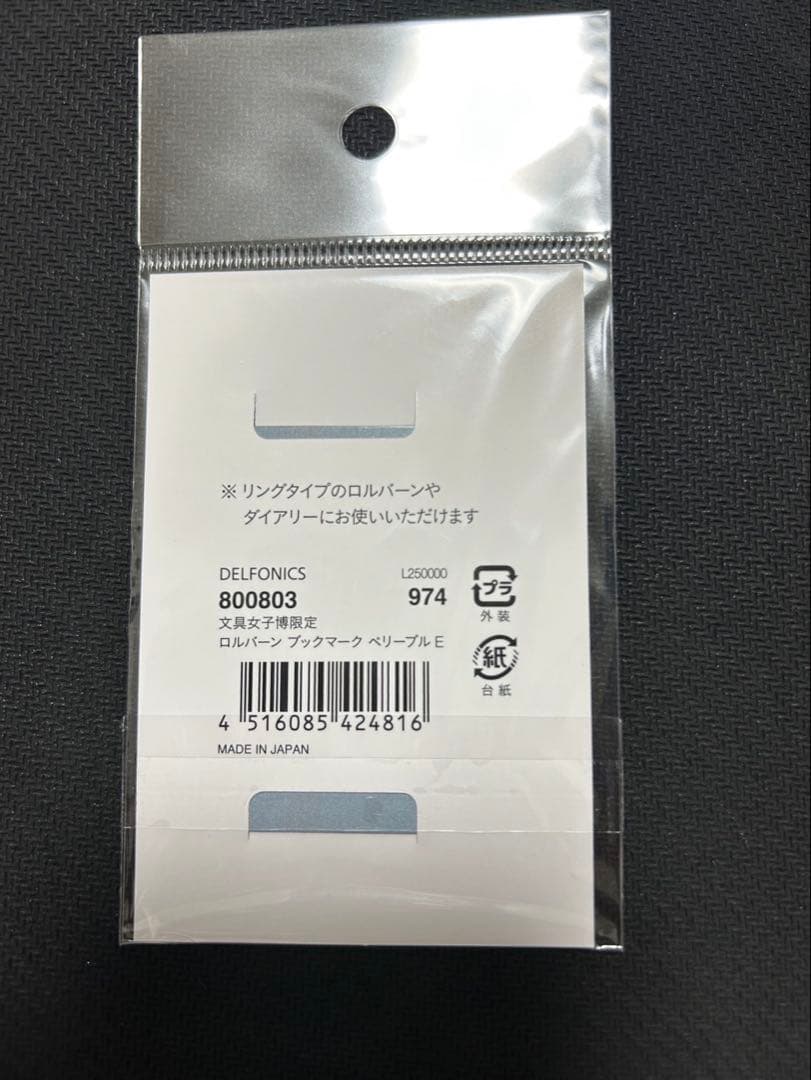 ※ リングタイプのロルバーンや
ダイアリーにお使いいただけます
DELFONICS
L250000
800803
974
文具女子博限定
ロルバーン ブックマーク ペリープル E
プラ
外装
紙
台紙
4 516085 424816
MADE IN JAPAN